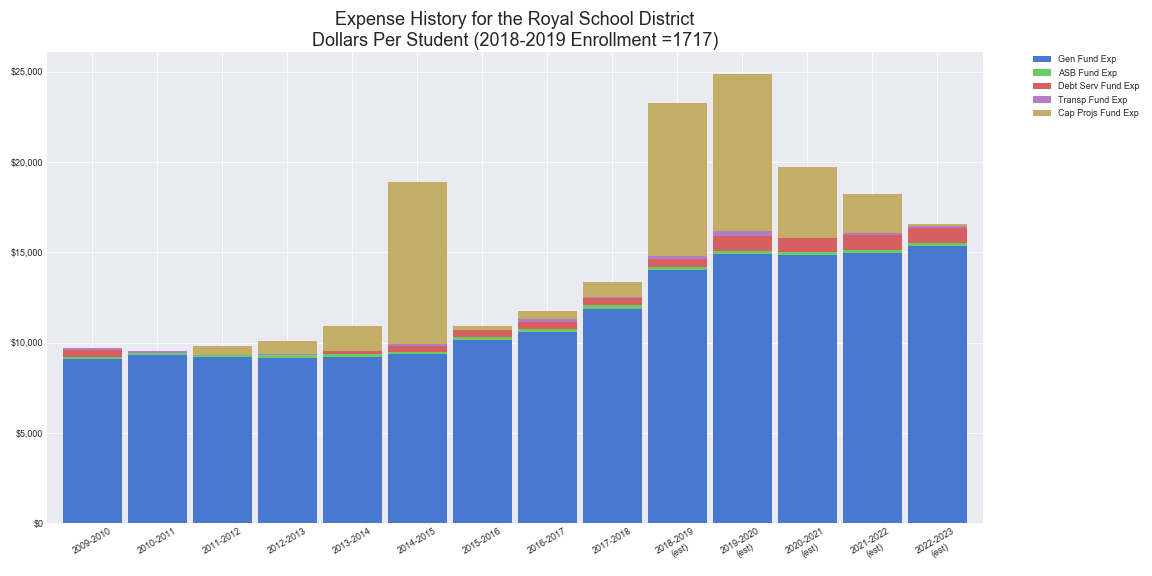 Expense History for the Royal School District
Dollars Per Student (2018-2019 Enrollment =1717)
Gen Fund Exp
ASB Fund Exp
Debt Serv Fund Exp
Transp Fund Exp
Cap Projs Fund Exp
$25,000
$20,000
$15,000
$10,000
$5,000
$0
2009-2010
2010-2011
2011-2012
2012-2013
2013-2014
2014-2015
2015-2016
2016-2017
2017-2018
2018-2019
(est)
2019-2020
(est)
2020-2021
(est)
2021-2022
(est)
2022-2023
(est)